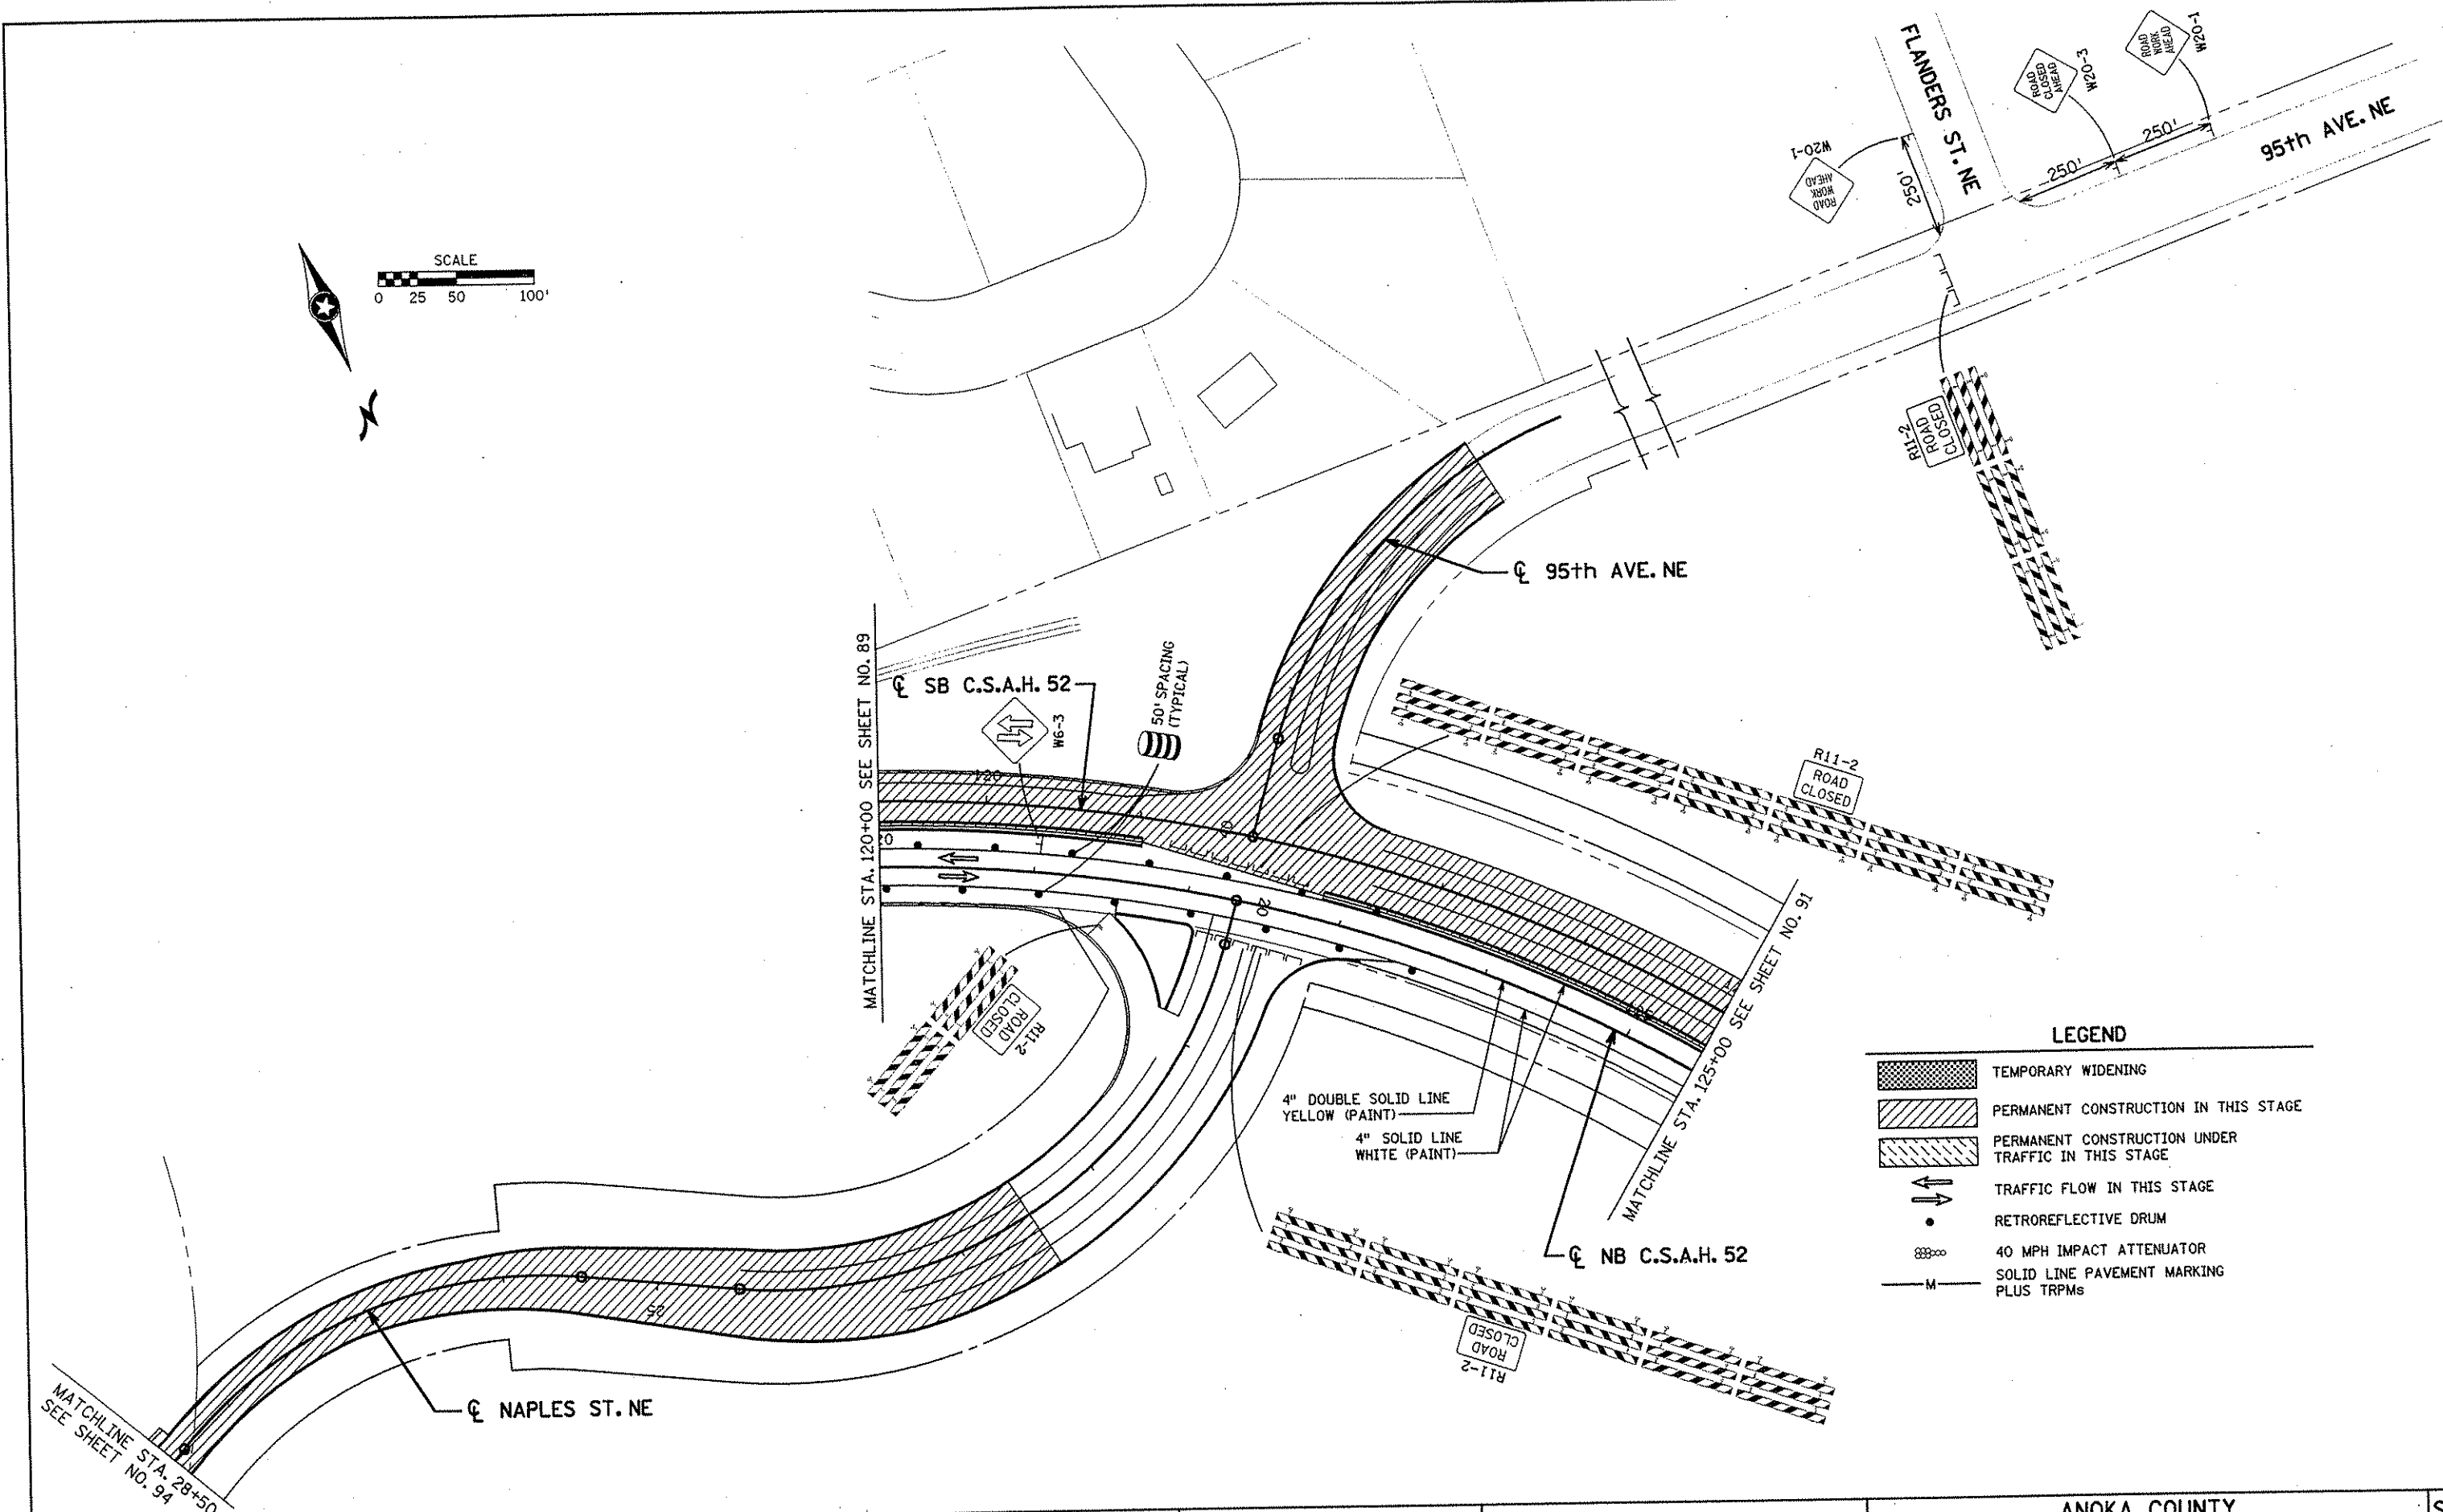 FLANDERS ST. NE
ROAD
CLOSED
AHEAD
W20-3
ROAD
WORK
AHEAD
W20-1
W20-1
ROAD
WORK
AHEAD
250'
250'
250'
95th AVE. NE
SCALE
0 25 50 100'
R11-2
ROAD
CLOSED
℄ 95th AVE. NE
MATCHLINE STA. 120+00 SEE SHEET NO. 89
℄ SB C.S.A.H. 52
W6-3
50' SPACING
(TYPICAL)
120
20
20
R11-2
ROAD
CLOSED
MATCHLINE STA. 125+00 SEE SHEET NO. 91
R11-2
ROAD
CLOSED
4" DOUBLE SOLID LINE
YELLOW (PAINT)
4" SOLID LINE
WHITE (PAINT)
℄ NB C.S.A.H. 52
R11-2
ROAD
CLOSED
25
℄ NAPLES ST. NE
MATCHLINE STA. 28+50
SEE SHEET NO. 94
LEGEND
TEMPORARY WIDENING
PERMANENT CONSTRUCTION IN THIS STAGE
PERMANENT CONSTRUCTION UNDER
TRAFFIC IN THIS STAGE
TRAFFIC FLOW IN THIS STAGE
RETROREFLECTIVE DRUM
40 MPH IMPACT ATTENUATOR
M
SOLID LINE PAVEMENT MARKING
PLUS TRPMs
ANOKA COUNTY